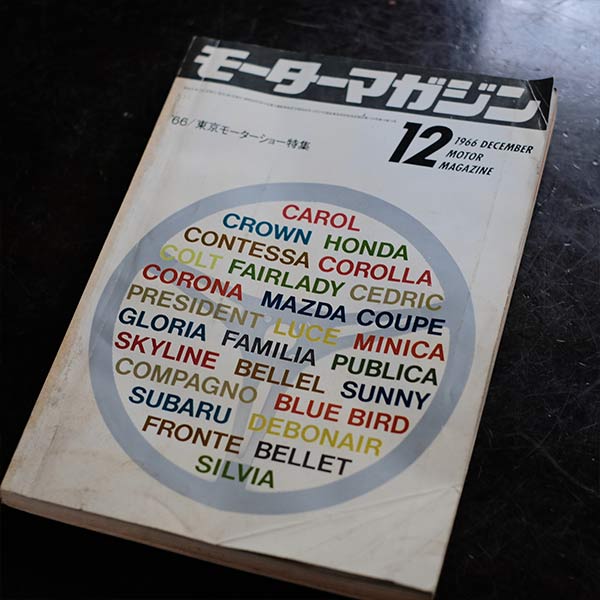 モーターマガジン
'66/東京モーターショー特集
12
1966 DECEMBER
MOTOR
MAGAZINE
CAROL
CROWN HONDA
CONTESSA COROLLA
COLT FAIRLADY CEDRIC
CORONA MAZDA COUPE
PRESIDENT LUCE MINICA
GLORIA FAMILIA PUBLICA
SKYLINE BELLEL SUNNY
COMPAGNO BLUE BIRD
SUBARU DEBONAIR
FRONTE BELLET
SILVIA